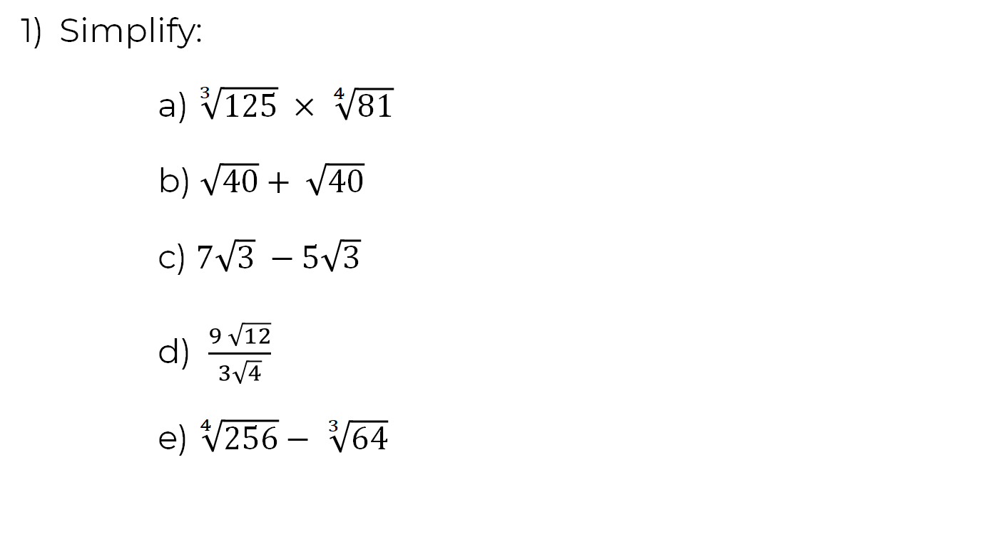 1) Simplify:
a) ∛125 × ∜81
b) √40 + √40
c) 7√3 − 5√3
d) 9√12 / 3√4
e) ∜256 − ∛64